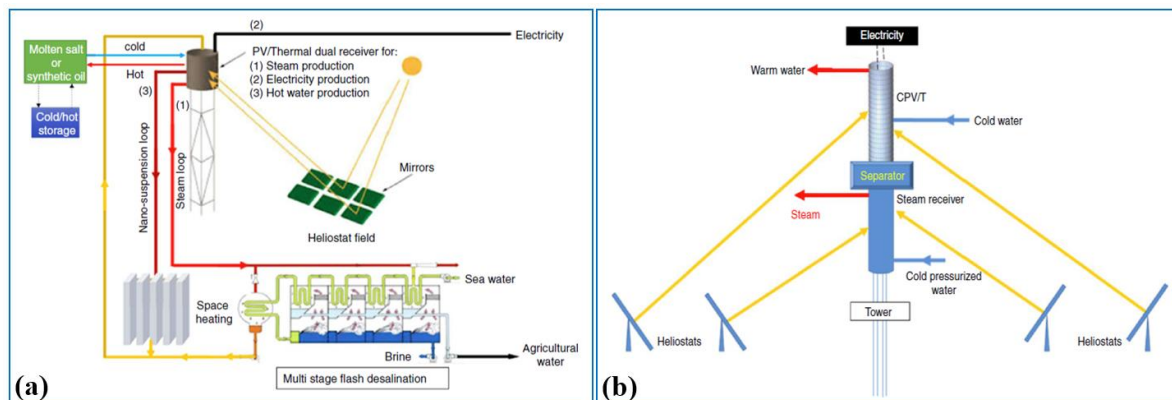 (2)
Electricity
Molten salt
or
synthetic oil
cold
Hot
(3)
Cold/hot
storage
PV/Thermal dual receiver for:
(1) Steam production
(2) Electricity production
(3) Hot water production
(1)
Nano-suspension loop
Steam loop
Mirrors
Heliostat field
Space
heating
Sea water
Brine
Agricultural
water
Multi stage flash desalination
(a)
Electricity
Warm water
CPV/T
Cold water
Separator
Steam
Steam receiver
Cold pressurized
water
Tower
Heliostats
Heliostats
(b)